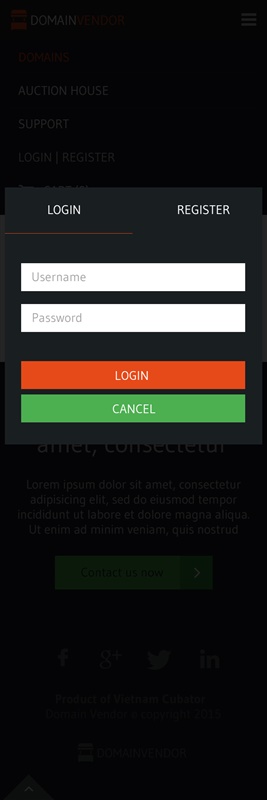 DOMAINVENDOR
DOMAINS
AUCTION HOUSE
SUPPORT
LOGIN | REGISTER
LOGIN REGISTER
Username
Password
LOGIN
CANCEL
amet, consectetur
Lorem ipsum dolor sit amet, consectetur
adipisicing elit, sed do eiusmod tempor
incididunt ut labore et dolore magna aliqua.
Ut enim ad minim veniam, quis nostrud
Contact us now
Product of Vietnam Cubator
Domain Vendor © copyright 2015
DOMAINVENDOR